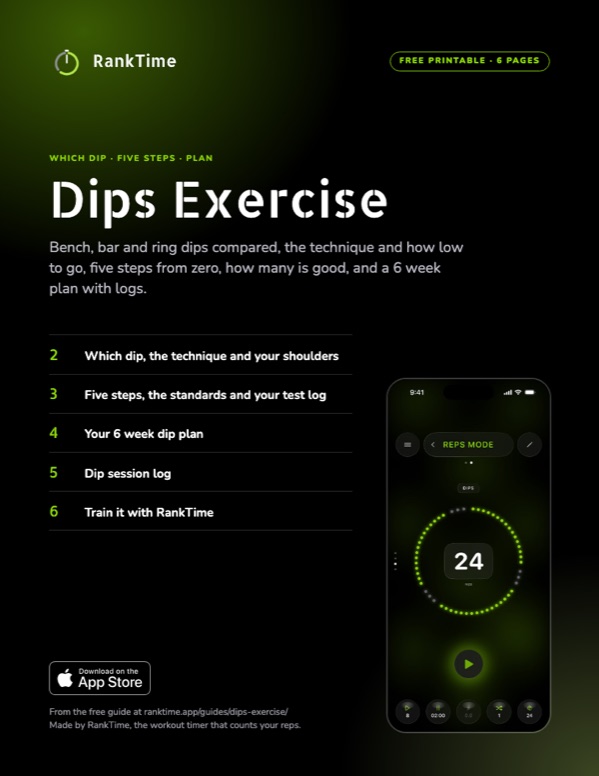 RankTime
FREE PRINTABLE · 6 PAGES
WHICH DIP · FIVE STEPS · PLAN
Dips Exercise
Bench, bar and ring dips compared, the technique and how low
to go, five steps from zero, how many is good, and a 6 week
plan with logs.
2 Which dip, the technique and your shoulders
3 Five steps, the standards and your test log
4 Your 6 week dip plan
5 Dip session log
6 Train it with RankTime
9:41
REPS MODE
DIPS
24
8
02:00
1
24
Download on the
App Store
From the free guide at ranktime.app/guides/dips-exercise/
Made by RankTime, the workout timer that counts your reps.